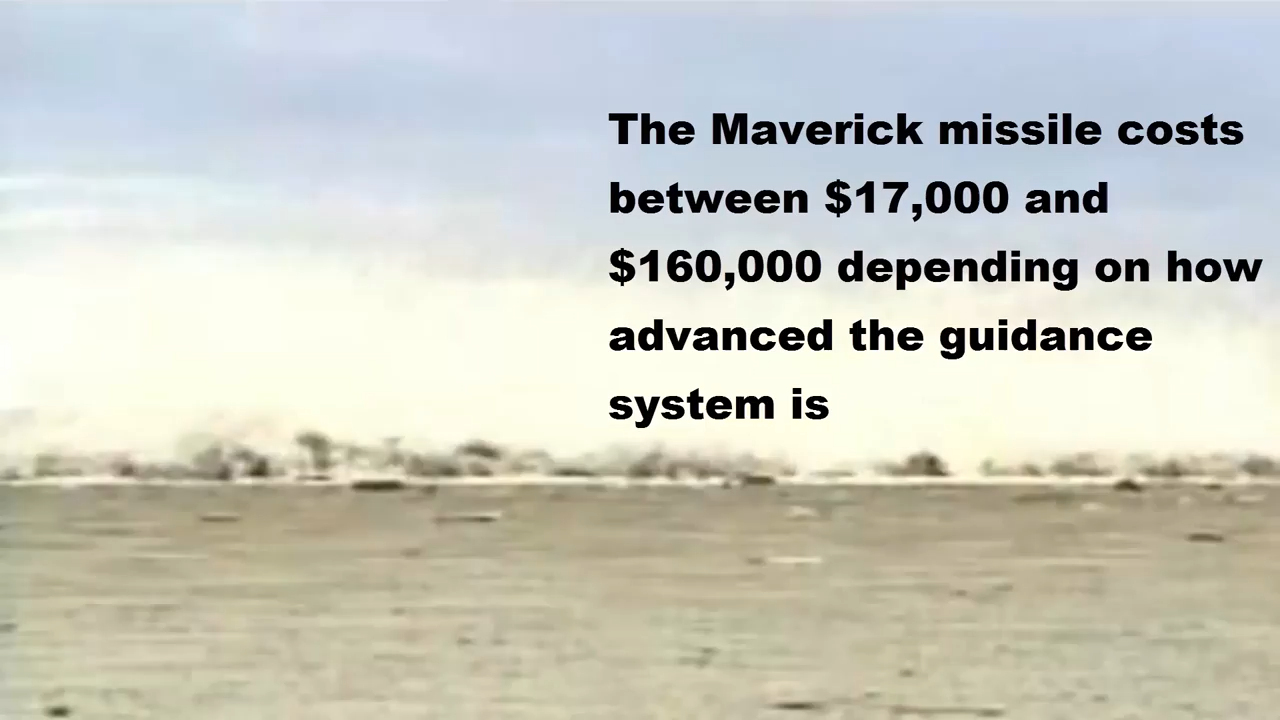 The Maverick missile costs
between $17,000 and
$160,000 depending on how
advanced the guidance
system is